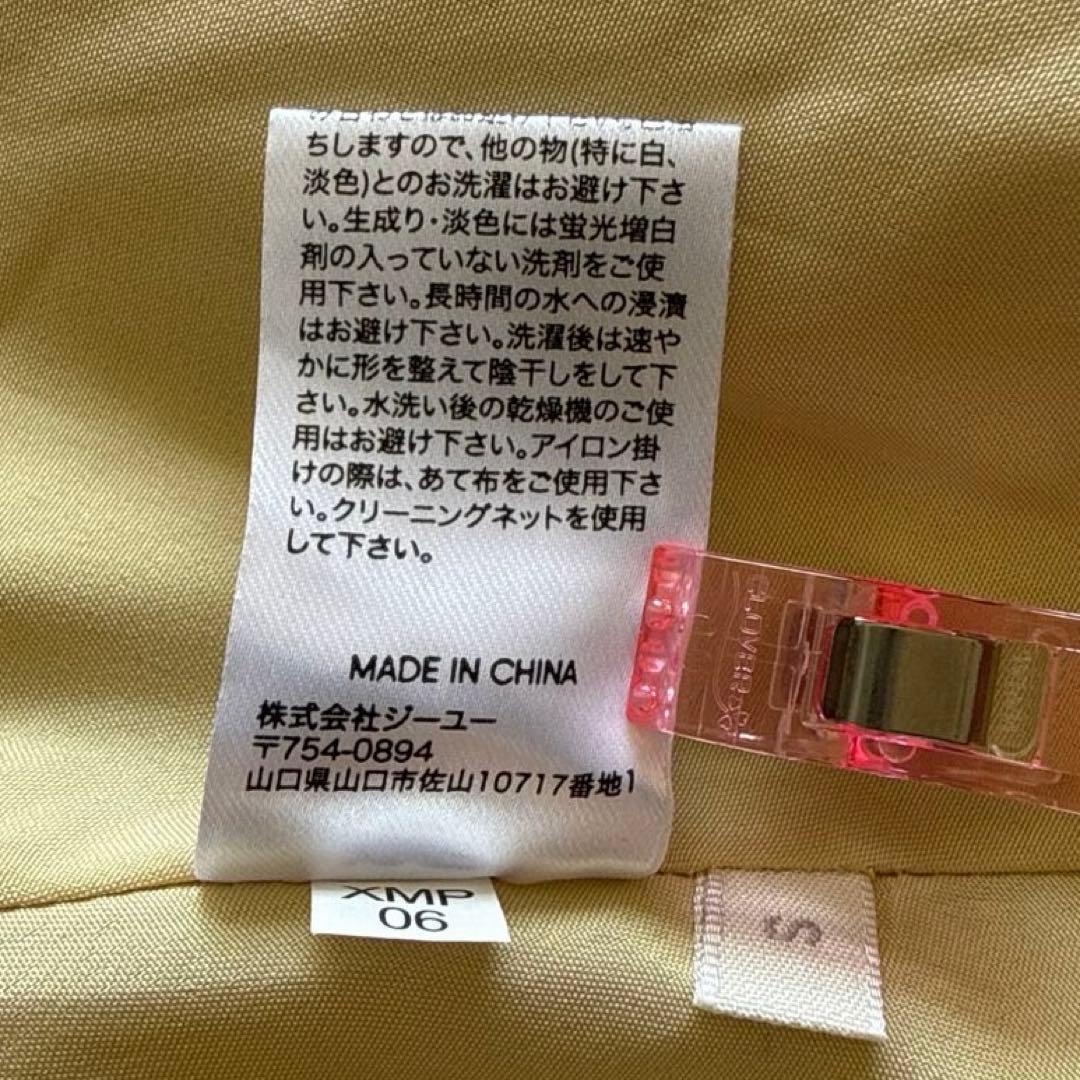 ちしますので、他の物(特に白、
淡色)とのお洗濯はお避け下さ
い。生成り・淡色には蛍光増白
剤の入っていない洗剤をご使
用下さい。長時間の水への浸漬
はお避け下さい。洗濯後は速や
かに形を整えて陰干しをして下
さい。水洗い後の乾燥機のご使
用はお避け下さい。アイロン掛
けの際は、あて布をご使用下さ
い。クリーニングネットを使用
して下さい。
MADE IN CHINA
株式会社ジーユー
〒754-0894
山口県山口市佐山10717番地1
XMP
06
S
CLOVER